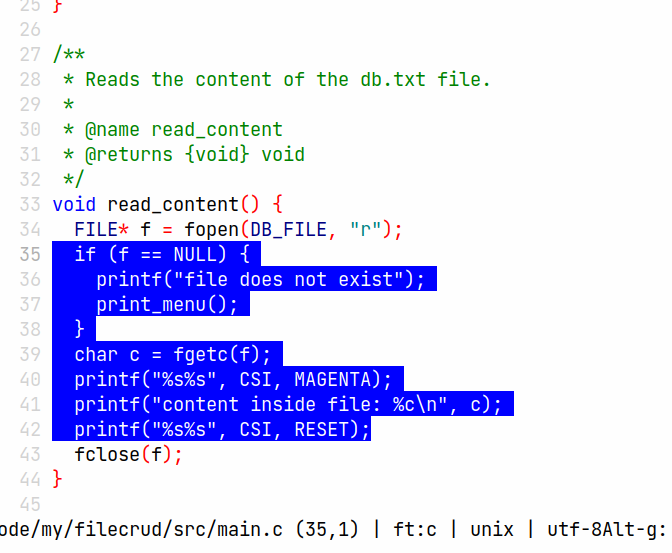 25 }
26
27 /**
28  * Reads the content of the db.txt file.
29  *
30  * @name read_content
31  * @returns {void} void
32  */
33 void read_content() {
34   FILE* f = fopen(DB_FILE, "r");
35   if (f == NULL) {
36     printf("file does not exist");
37     print_menu();
38   }
39   char c = fgetc(f);
40   printf("%s%s", CSI, MAGENTA);
41   printf("content inside file: %c\n", c);
42   printf("%s%s", CSI, RESET);
43   fclose(f);
44 }
45
ode/my/filecrud/src/main.c (35,1) | ft:c | unix | utf-8Alt-g: